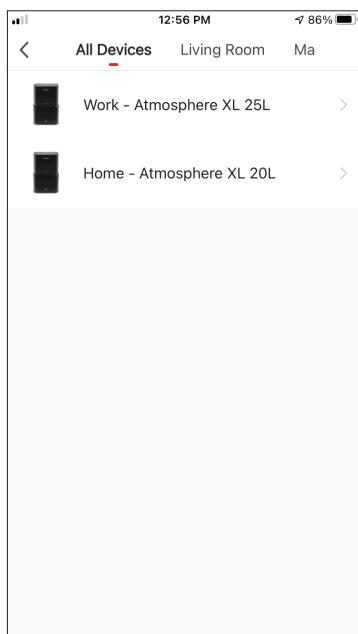 12:56 PM 86%
All Devices Living Room Ma
Work - Atmosphere XL 25L
Home - Atmosphere XL 20L